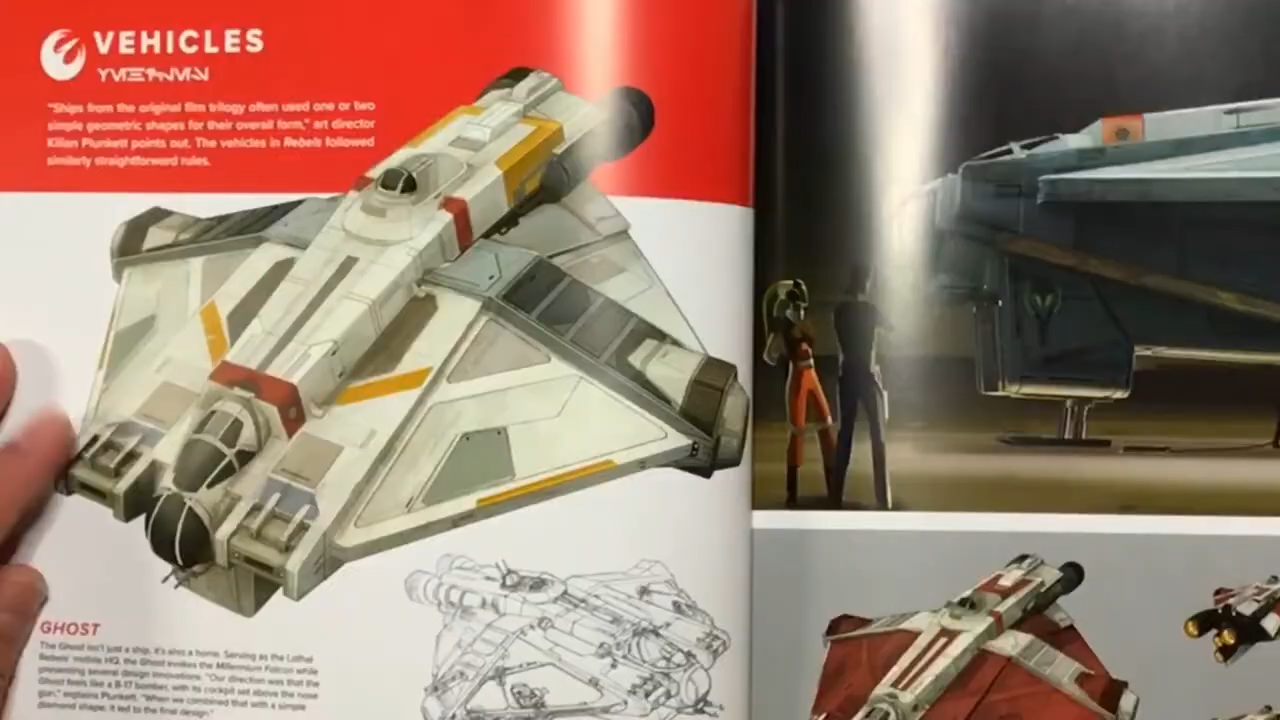 VEHICLES
"Ships from the original film trilogy often used one or two
simple geometric shapes for their overall form," art director
Kilian Plunkett points out. The vehicles in Rebels followed
similarly straightforward rules.
GHOST
The Ghost isn't just a ship, it's also a home. Serving as the Lothal
Rebels' mobile HQ, the Ghost evokes the Millennium Falcon while
presenting several design innovations. "Our direction was that the
Ghost feels like a B-17 bomber, with its cockpit set above the nose
gun," explains Plunkett. "When we combined that with a simple
diamond shape, it led to the final design."